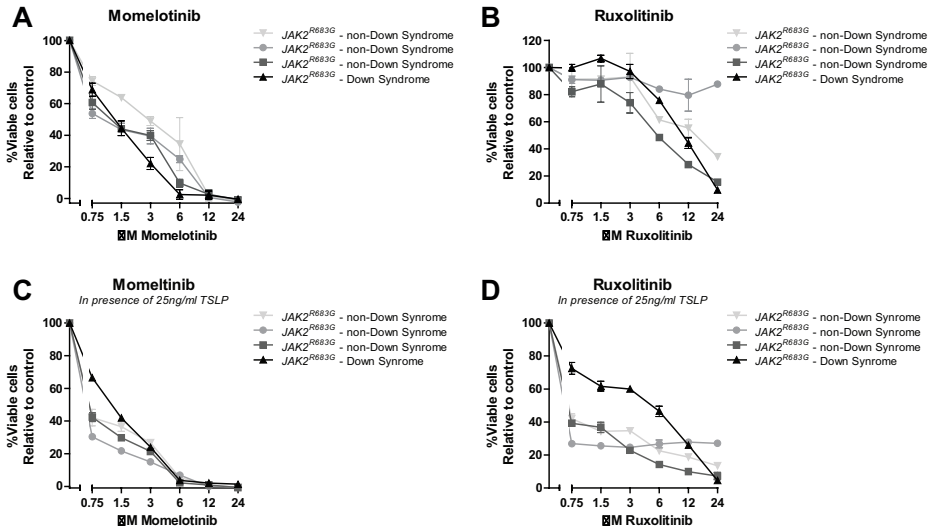 A
Momelotinib
%Viable cells
Relative to control
100
80
60
40
20
0
0.75 1.5 3 6 12 24
▯M Momelotinib
JAK2R683G - non-Down Syndrome
JAK2R683G - non-Down Syndrome
JAK2R683G - non-Down Syndrome
JAK2R683G - Down Syndrome
B
Ruxolitinib
%Viable cells
Relative to control
120
100
80
60
40
20
0
0.75 1.5 3 6 12 24
▯M Ruxolitinib
JAK2R683G - non-Down Syndrome
JAK2R683G - non-Down Syndrome
JAK2R683G - non-Down Syndrome
JAK2R683G - Down Syndrome
C
Momeltinib
In presence of 25ng/ml TSLP
%Viable cells
Relative to control
100
80
60
40
20
0
0.75 1.5 3 6 12 24
▯M Momelotinib
JAK2R683G - non-Down Synrome
JAK2R683G - non-Down Synrome
JAK2R683G - non-Down Synrome
JAK2R683G - Down Synrome
D
Ruxolitinib
In presence of 25ng/ml TSLP
%Viable cells
Relative to control
100
80
60
40
20
0
0.75 1.5 3 6 12 24
▯M Ruxolitinib
JAK2R683G - non-Down Synrome
JAK2R683G - non-Down Synrome
JAK2R683G - non-Down Synrome
JAK2R683G - Down Synrome